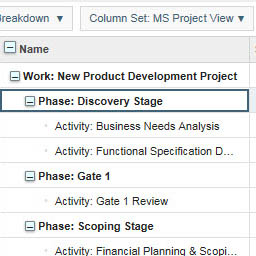 reakdown ▼ Column Set: MS Project View ▼
Name
Work: New Product Development Project
Phase: Discovery Stage
Activity: Business Needs Analysis
Activity: Functional Specification D...
Phase: Gate 1
Activity: Gate 1 Review
Phase: Scoping Stage
Activity: Financial Planning & Scopi...